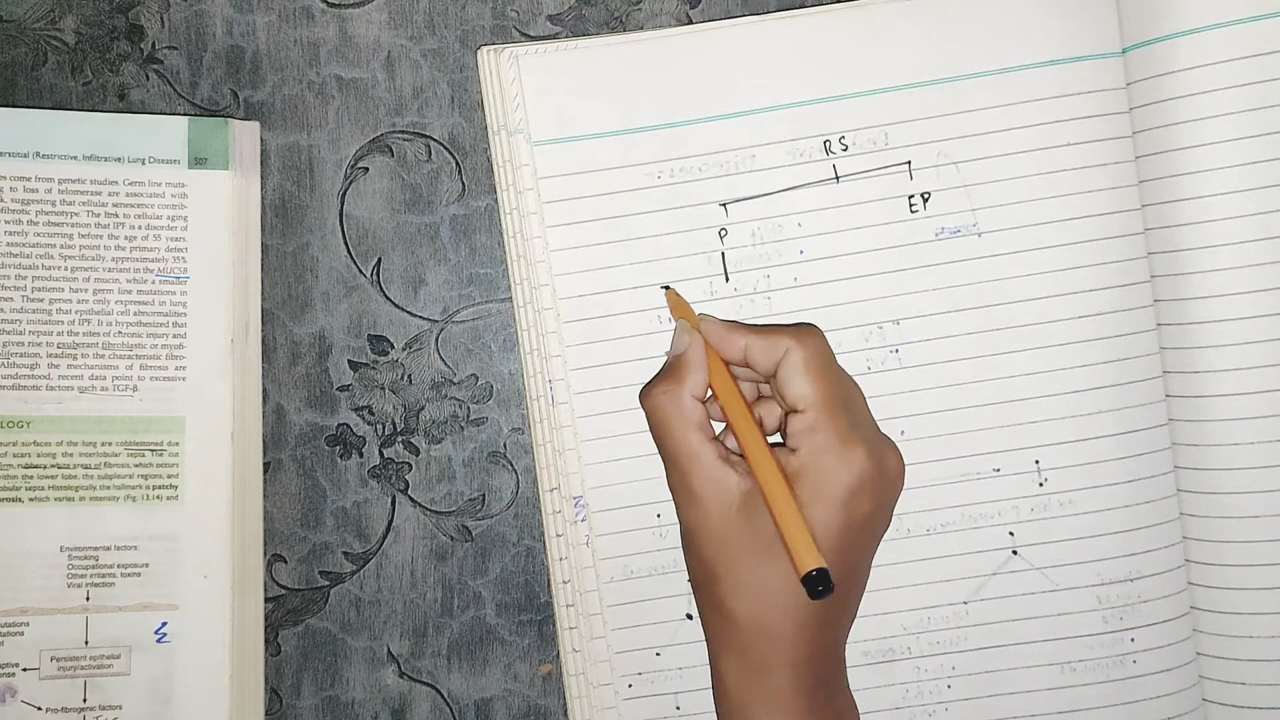 erstitial (Restrictive, Infiltrative) Lung Diseases 507
es come from genetic studies. Germ line muta-
g to loss of telomerase are associated with
k, suggesting that cellular senescence contrib-
fibrotic phenotype. The link to cellular aging
with the observation that IPF is a disorder of
rarely occurring before the age of 55 years.
c associations also point to the primary defect
pithelial cells. Specifically, approximately 35%
dividuals have a genetic variant in the MUC5B
ers the production of mucin, while a smaller
ffected patients have germ line mutations in
nes. These genes are only expressed in lung
s, indicating that epithelial cell abnormalities
mary initiators of IPF. It is hypothesized that
thelial repair at the sites of chronic injury and
gives rise to exuberant fibroblastic or myofi-
oliferation, leading to the characteristic fibro-
Although the mechanisms of fibrosis are
understood, recent data point to excessive
profibrotic factors such as TGF-β.
LOGY
eural surfaces of the lung are cobblestoned due
of scars along the interlobular septa. The cut
irm, rubbery white areas of fibrosis, which occurs
within the lower lobe, the subpleural regions, and
obular septa. Histologically, the hallmark is patchy
brosis, which varies in intensity (Fig. 13.14) and
Environmental factors:
Smoking
Occupational exposure
Other irritants, toxins
Viral infection
utations
tations
Persistent epithelial
injury/activation
ptive
onse
Pro-fibrogenic factors
RS
EP
P